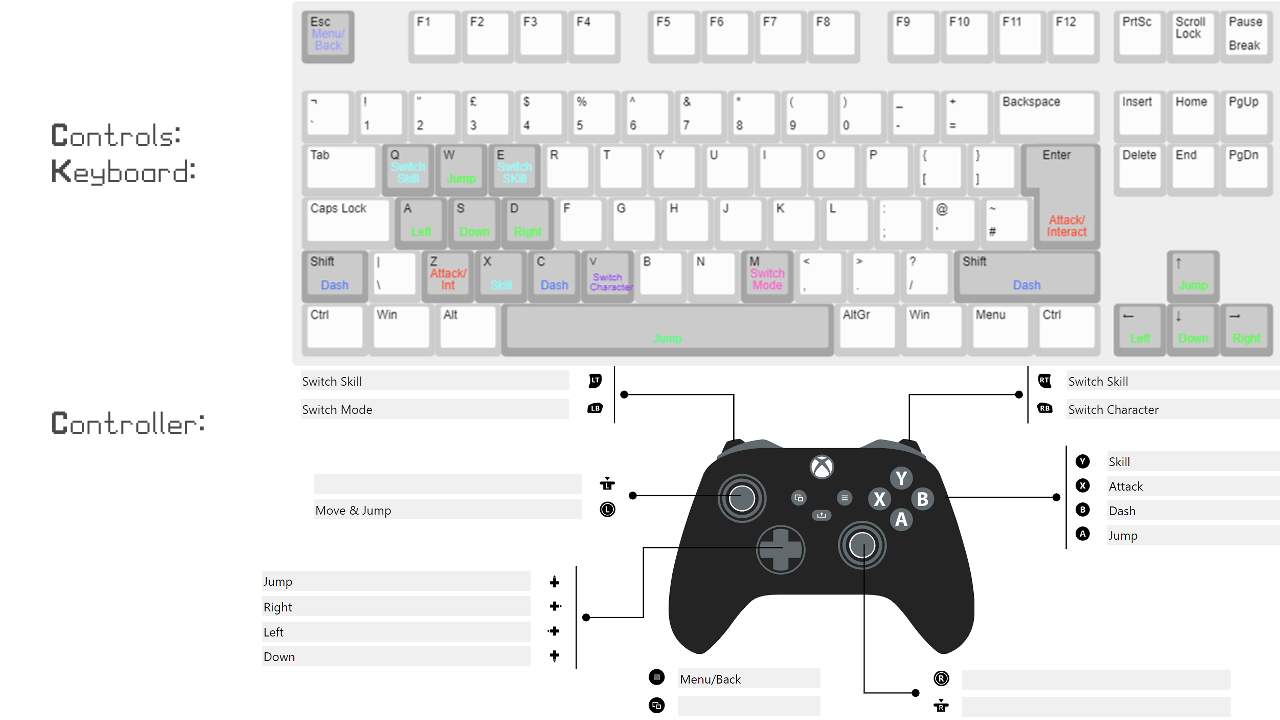 Controls:
Keyboard:
Esc
Menu/
Back
F1 F2 F3 F4 F5 F6 F7 F8 F9 F10 F11 F12 PrtSc Scroll Lock Pause Break
¬ ` ! 1 " 2 £ 3 $ 4 % 5 ^ 6 & 7 * 8 ( 9 ) 0 _ - + = Backspace Insert Home PgUp
Tab Q Switch Skill W Jump E Switch SKill R T Y U I O P { [ } ] Enter Delete End PgDn
Caps Lock A Left S Down D Right F G H J K L : ; @ ' ~ # Attack/ Interact
Shift Dash | \ Z Attack/ Int X Skill C Dash V Switch Character B N M Switch Mode < , > . ? / Shift Dash ↑ Jump
Ctrl Win Alt Jump AltGr Win Menu Ctrl ← Left ↓ Down → Right
Controller:
Switch Skill LT
Switch Mode LB
RT Switch Skill
RB Switch Character
L
Move & Jump L
Y Skill
X Attack
B Dash
A Jump
Y
X B
A
Jump
Right
Left
Down
Menu/Back
R
R